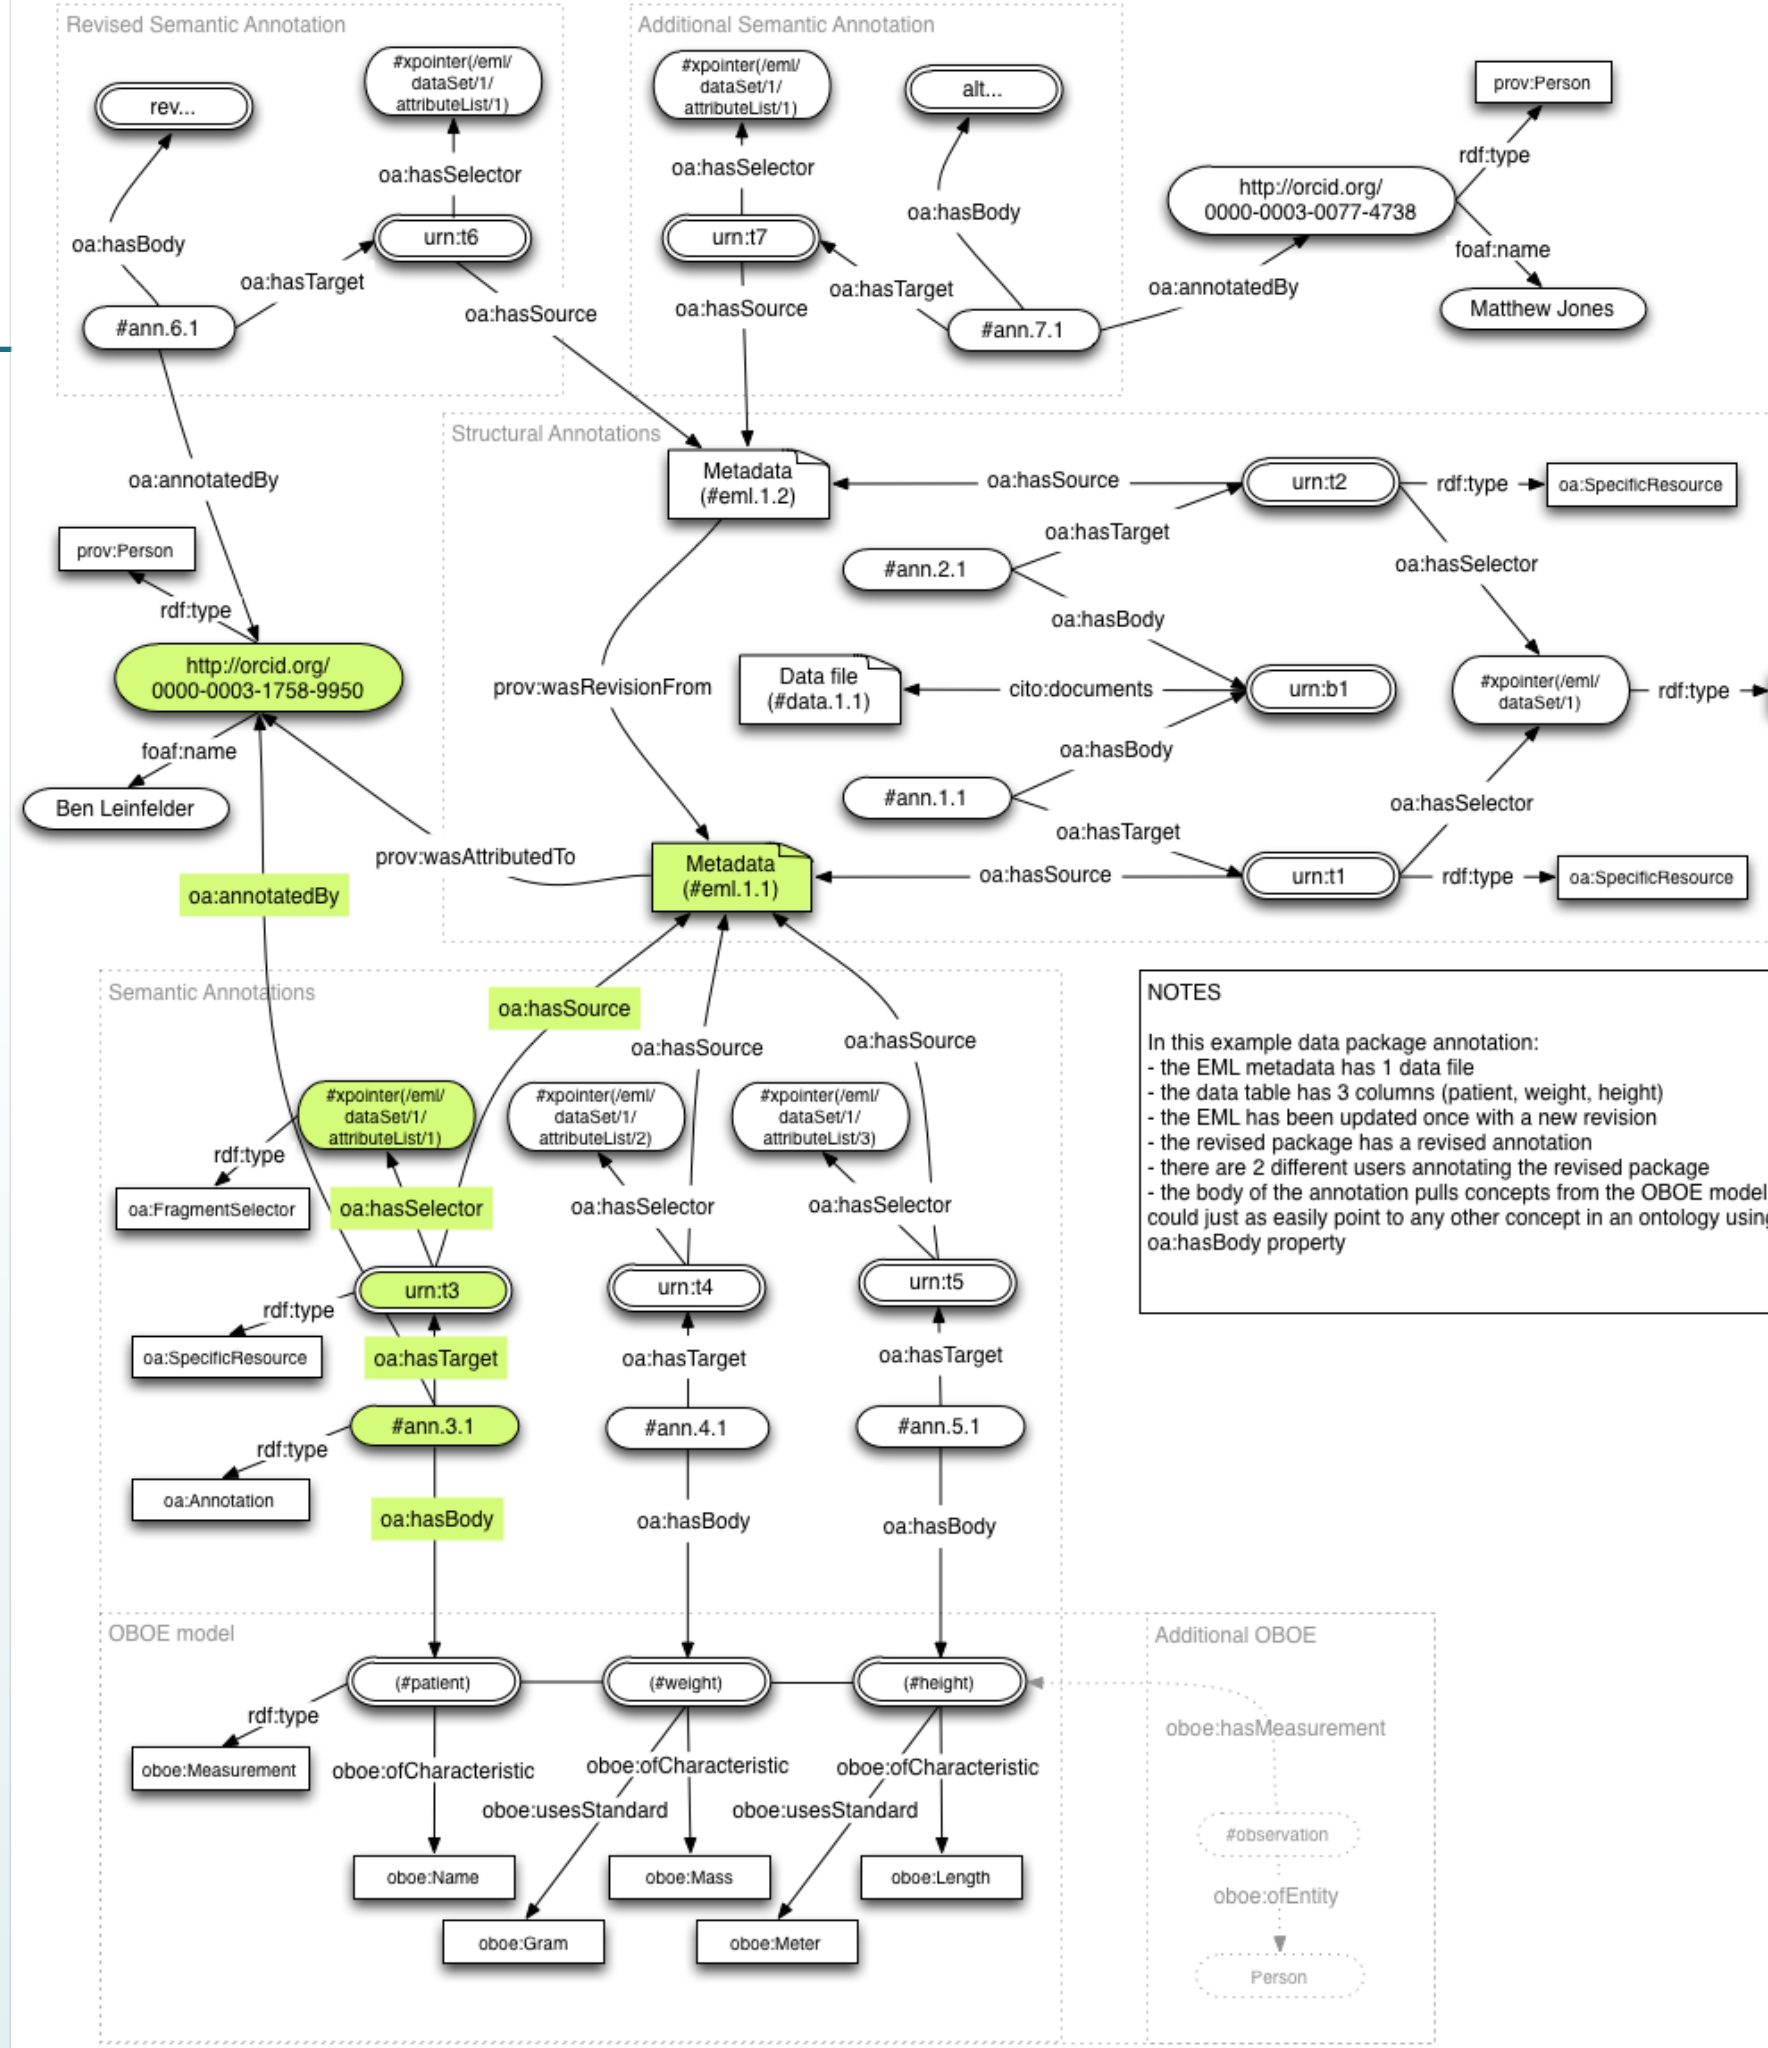 Revised Semantic Annotation
rev...
#xpointer(/eml/
dataSet/1/
attributeList/1)
oa:hasSelector
oa:hasBody
urn:t6
oa:hasTarget
oa:hasSource
#ann.6.1
Additional Semantic Annotation
#xpointer(/eml/
dataSet/1/
attributeList/1)
alt...
oa:hasSelector
oa:hasBody
urn:t7
oa:hasTarget
oa:hasSource
#ann.7.1
prov:Person
rdf:type
http://orcid.org/
0000-0003-0077-4738
foaf:name
oa:annotatedBy
Matthew Jones
oa:annotatedBy
prov:Person
rdf:type
http://orcid.org/
0000-0003-1758-9950
foaf:name
Ben Leinfelder
prov:wasAttributedTo
oa:annotatedBy
Structural Annotations
Metadata
(#eml.1.2)
oa:hasSource
urn:t2
rdf:type
oa:SpecificResource
oa:hasTarget
#ann.2.1
oa:hasSelector
oa:hasBody
prov:wasRevisionFrom
Data file
(#data.1.1)
cito:documents
urn:b1
#xpointer(/eml/
dataSet/1)
rdf:type
oa:hasBody
#ann.1.1
oa:hasSelector
oa:hasTarget
Metadata
(#eml.1.1)
oa:hasSource
urn:t1
rdf:type
oa:SpecificResource
Semantic Annotations
oa:hasSource
oa:hasSource
oa:hasSource
#xpointer(/eml/
dataSet/1/
attributeList/1)
#xpointer(/eml/
dataSet/1/
attributeList/2)
#xpointer(/eml/
dataSet/1/
attributeList/3)
rdf:type
oa:FragmentSelector
oa:hasSelector
oa:hasSelector
oa:hasSelector
urn:t3
urn:t4
urn:t5
rdf:type
oa:SpecificResource
oa:hasTarget
oa:hasTarget
oa:hasTarget
#ann.3.1
#ann.4.1
#ann.5.1
rdf:type
oa:Annotation
oa:hasBody
oa:hasBody
oa:hasBody
NOTES
In this example data package annotation:
- the EML metadata has 1 data file
- the data table has 3 columns (patient, weight, height)
- the EML has been updated once with a new revision
- the revised package has a revised annotation
- there are 2 different users annotating the revised package
- the body of the annotation pulls concepts from the OBOE model
could just as easily point to any other concept in an ontology using
oa:hasBody property
OBOE model
(#patient)
(#weight)
(#height)
rdf:type
oboe:Measurement
oboe:ofCharacteristic
oboe:ofCharacteristic
oboe:ofCharacteristic
oboe:usesStandard
oboe:usesStandard
oboe:Name
oboe:Mass
oboe:Length
oboe:Gram
oboe:Meter
Additional OBOE
oboe:hasMeasurement
#observation
oboe:ofEntity
Person